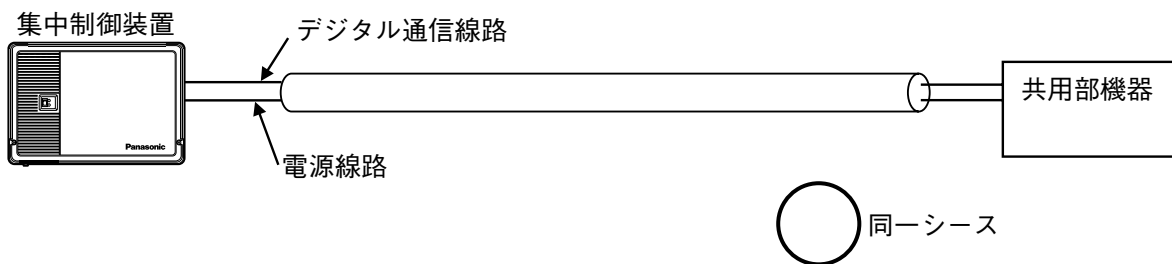 集中制御装置
デジタル通信線路
Panasonic
電源線路
共用部機器
同一シース